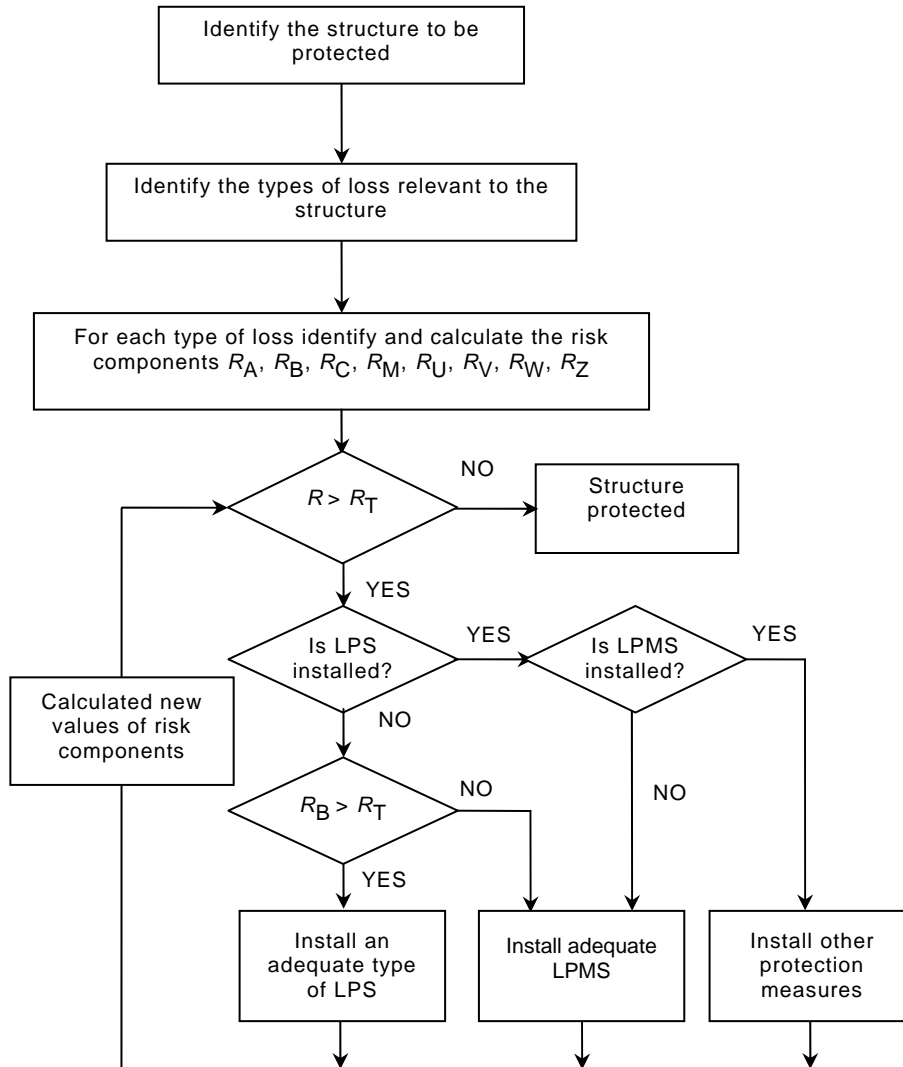 Identify the structure to be
protected
Identify the types of loss relevant to the
structure
For each type of loss identify and calculate the risk
components RA, RB, RC, RM, RU, RV, RW, RZ
R > RT
NO
Structure
protected
YES
Is LPS
installed?
YES
Is LPMS
installed?
YES
Calculated new
values of risk
components
NO
NO
RB > RT
NO
YES
Install an
adequate type
of LPS
Install adequate
LPMS
Install other
protection
measures